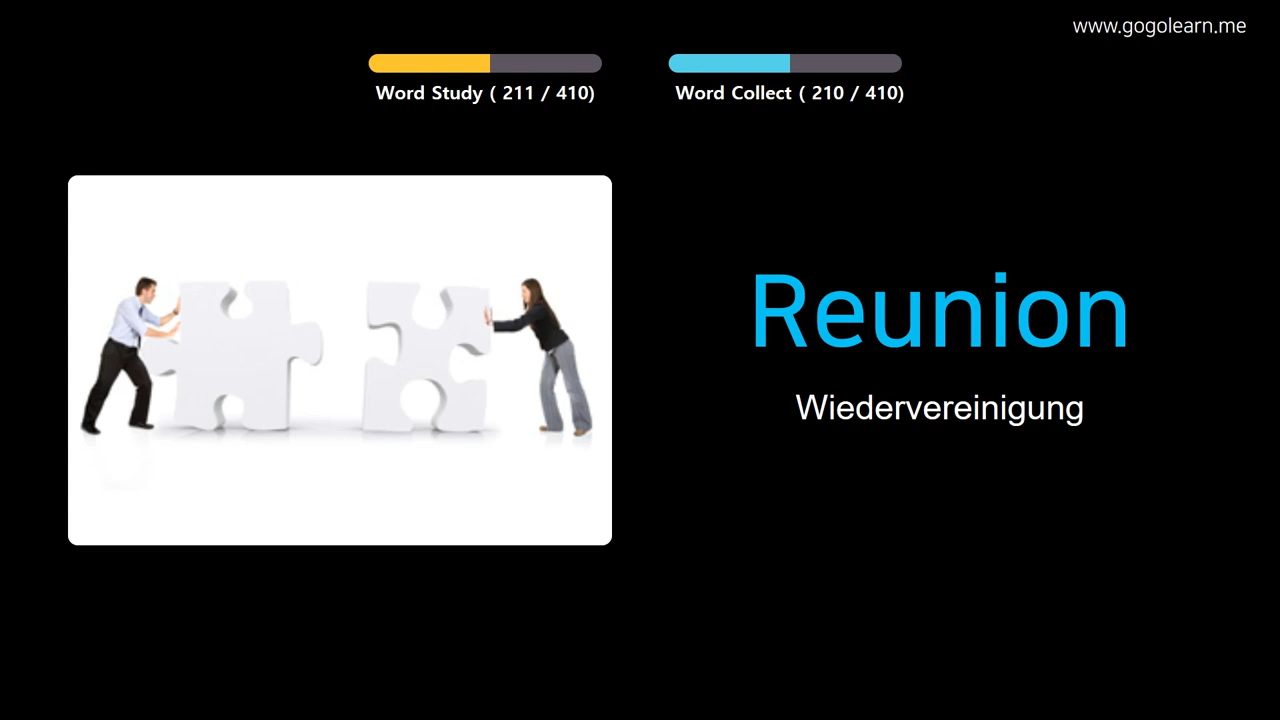 www.gogolearn.me
Word Study ( 211 / 410)
Word Collect ( 210 / 410)
Reunion
Wiedervereinigung